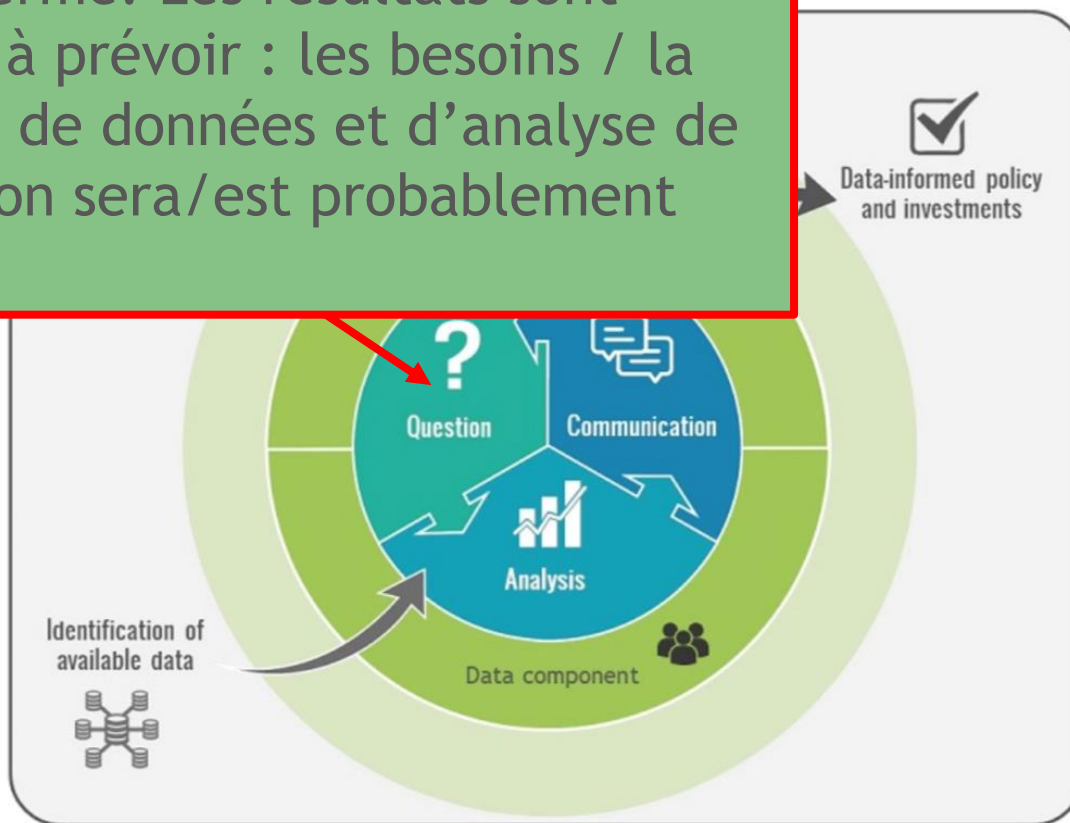 à prévoir : les besoins / la
de données et d’analyse de
on sera/est probablement
Data-informed policy
and investments
?
Question
Communication
Analysis
Identification of
available data
Data component